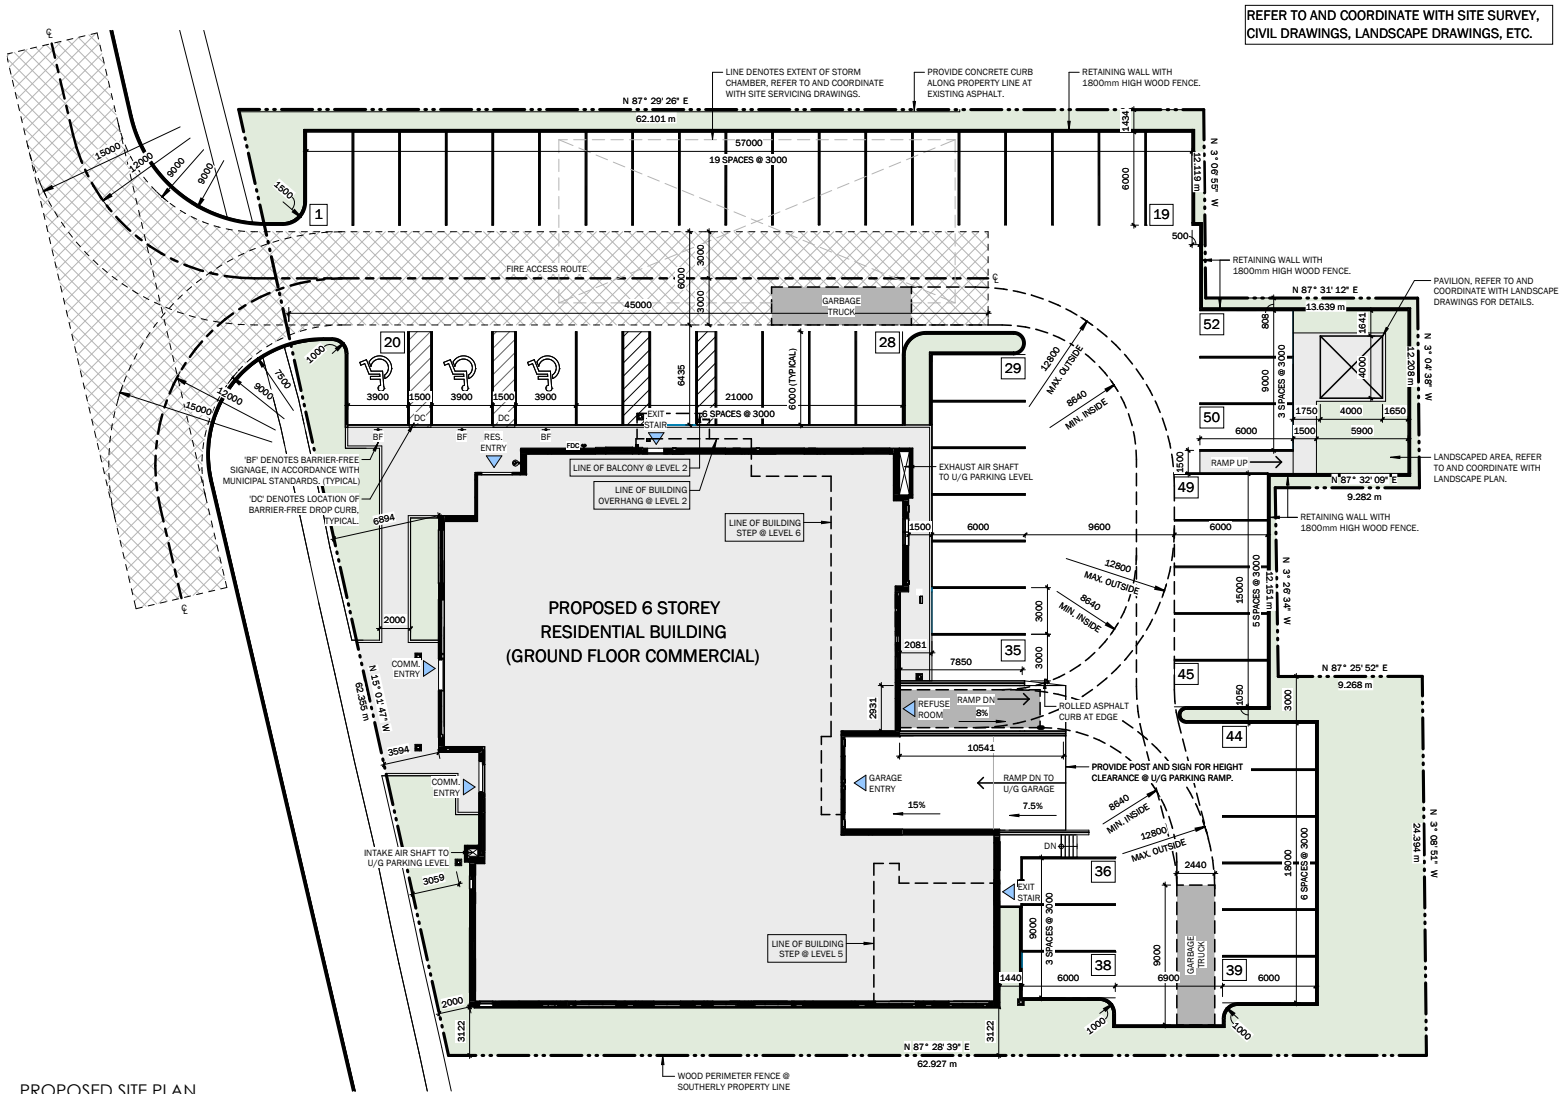 REFER TO AND COORDINATE WITH SITE SURVEY,
CIVIL DRAWINGS, LANDSCAPE DRAWINGS, ETC.
LINE DENOTES EXTENT OF STORM
CHAMBER, REFER TO AND COORDINATE
WITH SITE SERVICING DRAWINGS.
PROVIDE CONCRETE CURB
ALONG PROPERTY LINE AT
EXISTING ASPHALT.
RETAINING WALL WITH
1800mm HIGH WOOD FENCE.
N 87° 29' 26" E
62.101 m
1434
57000
19 SPACES @ 3000
6000
N 3° 06' 55" W
12.119 m
15000
12000
9000
9000
1500
1
19
500
FIRE ACCESS ROUTE
6000
3000
3000
45000
GARBAGE
TRUCK
RETAINING WALL WITH
1800mm HIGH WOOD FENCE.
N 87° 31' 12" E
13.639 m
PAVILION, REFER TO AND
COORDINATE WITH LANDSCAPE
DRAWINGS FOR DETAILS.
52
808
1641
4000
N 3° 04' 38" W
12.208 m
9000
3 SPACES @ 3000
1000
7500
9000
12000
15000
20
28
29
12800
MAX. OUTSIDE
8640
MIN. INSIDE
3900
1500
3900
1500
3900
6435
21000
6 SPACES @ 3000
6000 (TYPICAL)
DC
DC
BF
BF
BF
RES.
ENTRY
EXIT
STAIR
FDC
50
6000
1750
4000
1650
1500
5900
1500
RAMP UP
N 87° 32' 09" E
9.282 m
LANDSCAPED AREA, REFER
TO AND COORDINATE WITH
LANDSCAPE PLAN.
'BF' DENOTES BARRIER-FREE
SIGNAGE, IN ACCORDANCE WITH
MUNICIPAL STANDARDS. (TYPICAL)
'DC' DENOTES LOCATION OF
BARRIER-FREE DROP CURB,
TYPICAL.
LINE OF BALCONY @ LEVEL 2
LINE OF BUILDING
OVERHANG @ LEVEL 2
EXHAUST AIR SHAFT
TO U/G PARKING LEVEL
49
RETAINING WALL WITH
1800mm HIGH WOOD FENCE.
6894
LINE OF BUILDING
STEP @ LEVEL 6
1500
6000
9600
6000
12800
MAX. OUTSIDE
8640
MIN. INSIDE
15000
5 SPACES @ 3000
12.151 m
N 3° 26' 34" W
PROPOSED 6 STOREY
RESIDENTIAL BUILDING
(GROUND FLOOR COMMERCIAL)
2000
3000
3000
2081
7850
35
45
COMM.
ENTRY
N 15° 01' 47" W
62.355 m
N 87° 25' 52" E
9.268 m
2931
REFUSE
ROOM
RAMP DN
8%
ROLLED ASPHALT
CURB AT EDGE
1050
3000
44
10541
PROVIDE POST AND SIGN FOR HEIGHT
CLEARANCE @ U/G PARKING RAMP.
3594
COMM.
ENTRY
GARAGE
ENTRY
RAMP DN TO
U/G GARAGE
15%
7.5%
8640
MIN. INSIDE
12800
MAX. OUTSIDE
N 3° 08' 51" W
24.394 m
INTAKE AIR SHAFT TO
U/G PARKING LEVEL
3059
DN
36
2440
18000
6 SPACES @ 3000
EXIT
STAIR
9000
3 SPACES @ 3000
9000
GARBAGE
TRUCK
LINE OF BUILDING
STEP @ LEVEL 5
38
39
1440
6000
6900
6000
2000
3122
3122
1000
1000
N 87° 28' 39" E
62.927 m
WOOD PERIMETER FENCE @
SOUTHERLY PROPERTY LINE
PROPOSED SITE PLAN